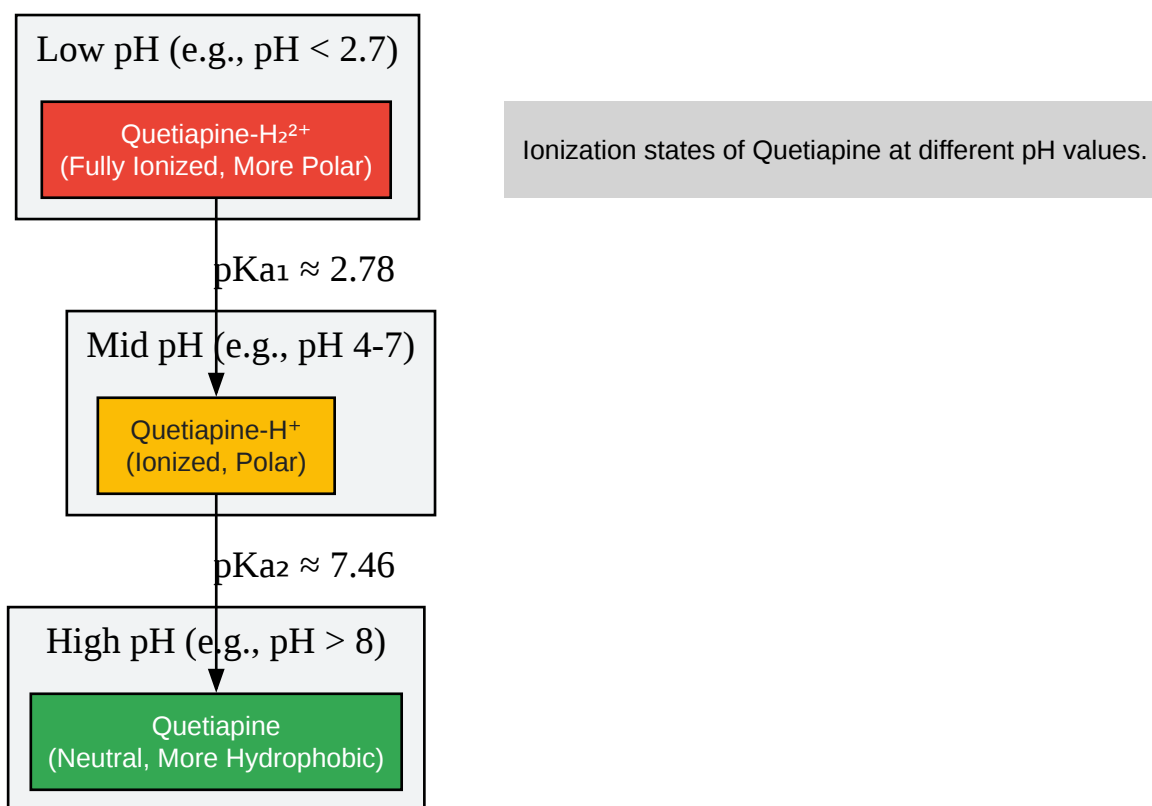 Low pH (e.g., pH < 2.7)
Quetiapine-H₂²⁺
(Fully Ionized, More Polar)
Ionization states of Quetiapine at different pH values.
pKa₁ ≈ 2.78
Mid pH (e.g., pH 4-7)
Quetiapine-H⁺
(Ionized, Polar)
pKa₂ ≈ 7.46
High pH (e.g., pH > 8)
Quetiapine
(Neutral, More Hydrophobic)